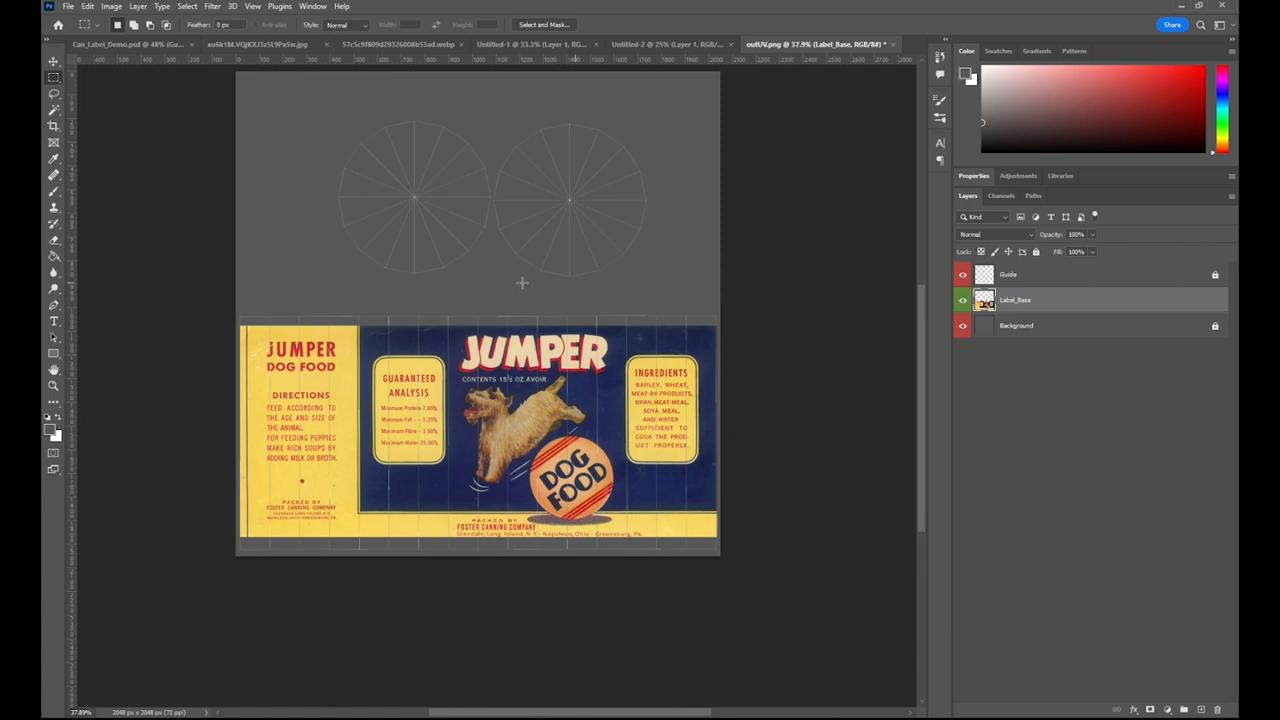 Ps File Edit Image Layer Type Select Filter 3D View Plugins Window Help
Feather: 0 px Anti-alias Style: Normal Width: Height: Select and Mask...
Share
Can_Label_Demo.psd @ 48% (Gu...
57c5c9f809d29326008b53ad.webp
Untitled-1 @ 33.3% (Layer 1, RG...
Untitled-2 @ 25% (Layer 1, RGB/...
outUV.png @ 37.9% (Label_Base, RGB/8#) *
Color Swatches Gradients Patterns
Properties Adjustments Libraries
Layers Channels Paths
Kind
Normal Opacity: 100%
Lock: Fill: 100%
Guide
Label_Base
Background
JUMPER
DOG FOOD
DIRECTIONS
FEED ACCORDING TO
THE AGE AND SIZE OF
THE ANIMAL.
FOR FEEDING PUPPIES
MAKE RICH SOUPS BY
ADDING MILK OR BROTH.
PACKED BY
FOSTER CANNING COMPANY
GUARANTEED
ANALYSIS
Minimum Protein-7.00%
Minimum Fat - - 1.25%
Maximum Fibre - 1.50%
Maximum Water-75.00%
JUMPER
CONTENTS 15½ OZ.AVOIR.
DOG
FOOD
PACKED BY
FOSTER CANNING COMPANY
Glendale, Long Island, N.Y.- Napoleon, Ohio - Greensburg, Pa.
INGREDIENTS
BARLEY, WHEAT,
MEAT-BY-PRODUCTS,
BRAN, MEAT-MEAL,
SOYA MEAL,
AND WATER
SUFFICIENT TO
COOK THE PROD-
UCT PROPERLY.
37.89% 2048 px x 2048 px (72 ppi)